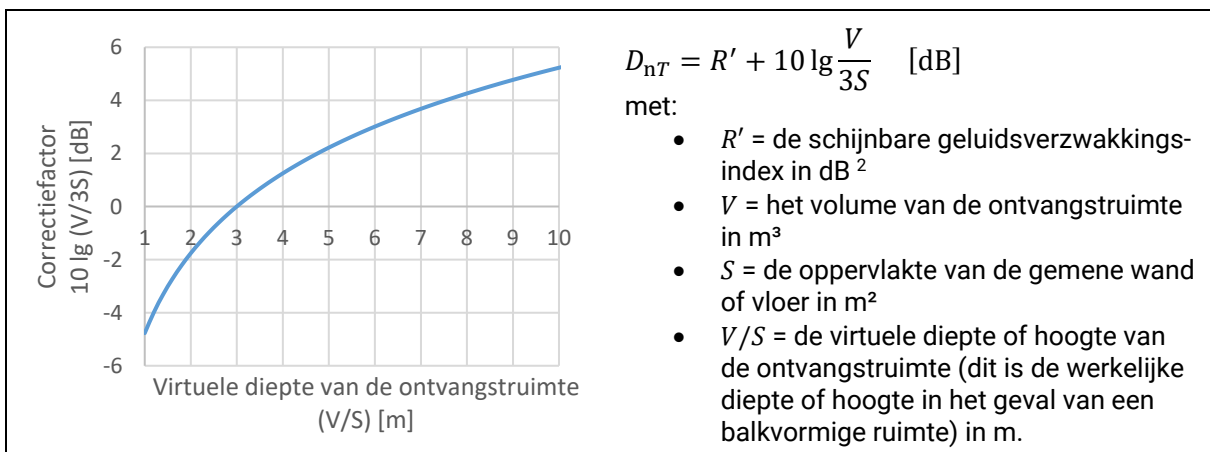 6
4
2
0
-2
-4
-6
1 2 3 4 5 6 7 8 9 10
Correctiefactor
10 lg (V/3S) [dB]
Virtuele diepte van de ontvangstruimte
(V/S) [m]
D_nT = R′ + 10 lg V/3S [dB]
met:
• R′ = de schijnbare geluidsverzwakkings-
index in dB ²
• V = het volume van de ontvangstruimte
in m³
• S = de oppervlakte van de gemene wand
of vloer in m²
• V/S = de virtuele diepte of hoogte van
de ontvangstruimte (dit is de werkelijke
diepte of hoogte in het geval van een
balkvormige ruimte) in m.